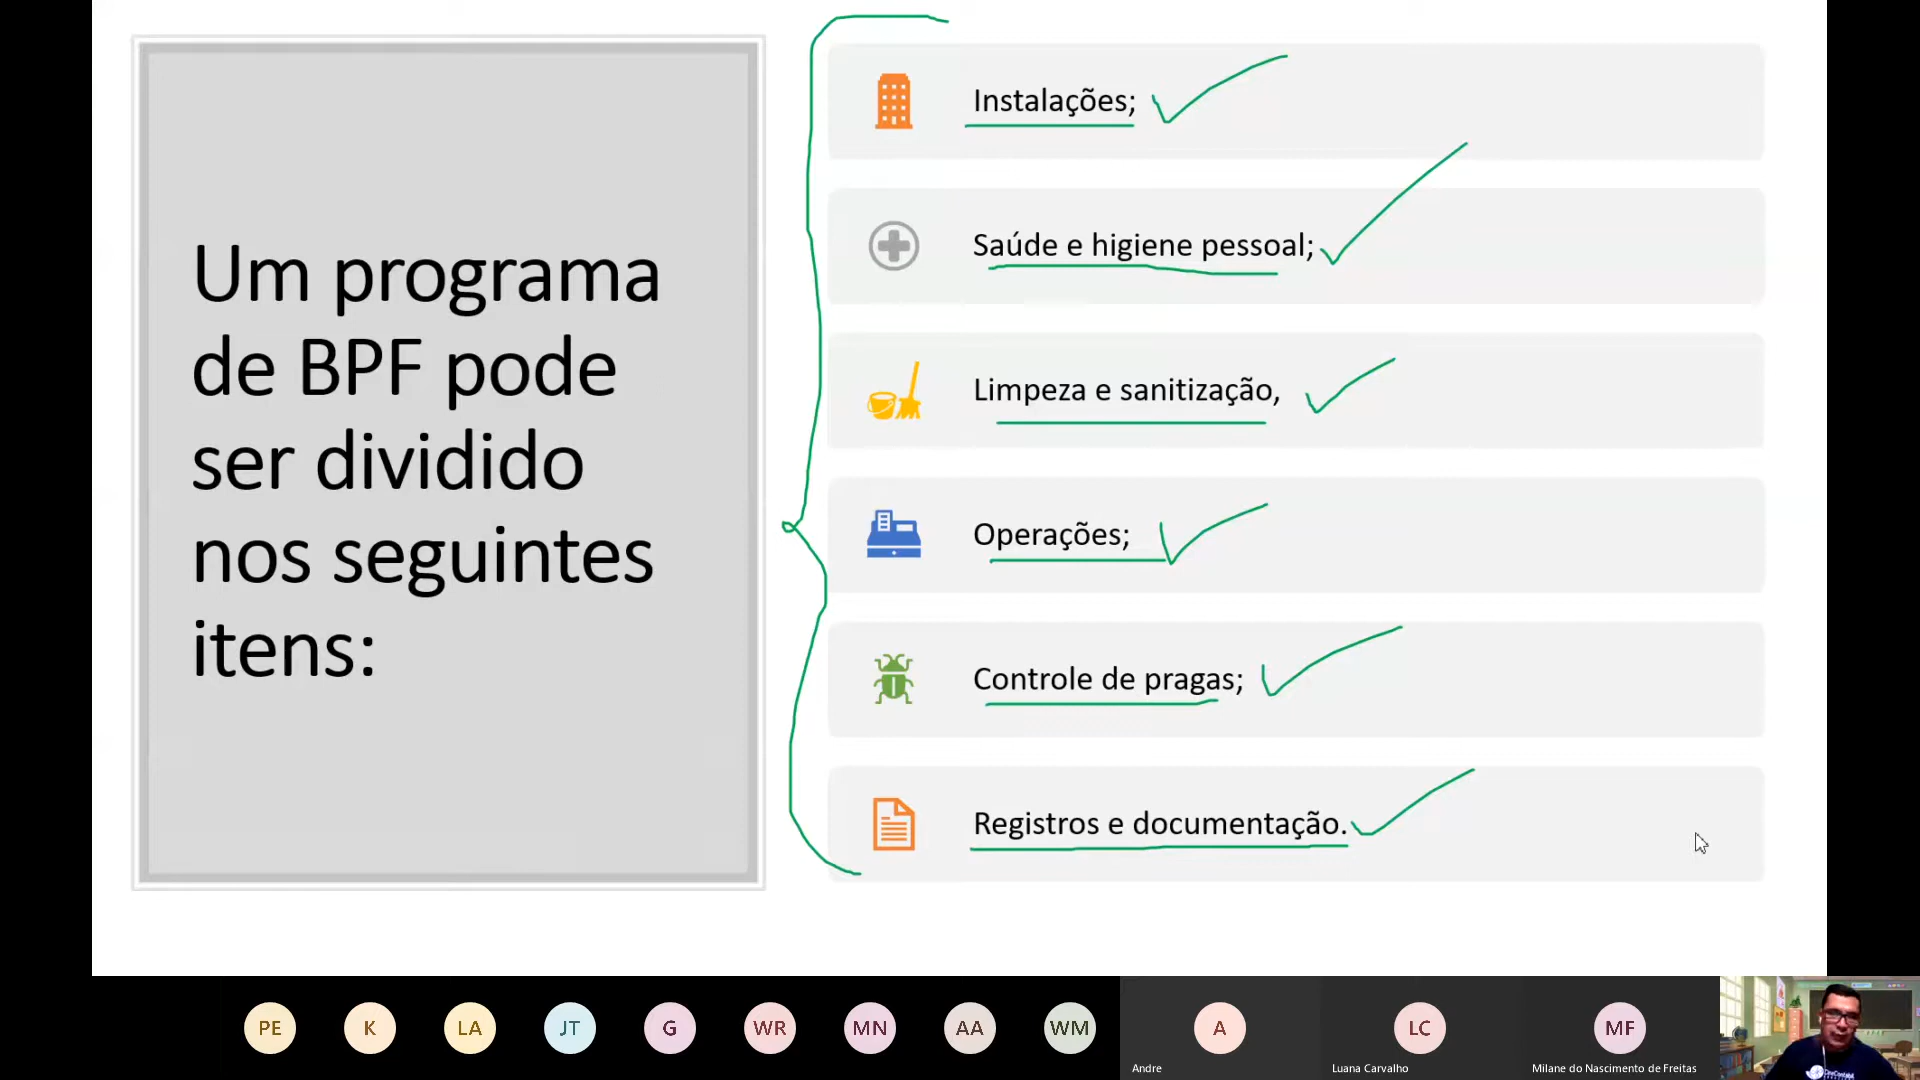 Um programa
de BPF pode
ser dividido
nos seguintes
itens:
Instalações;
Saúde e higiene pessoal;
Limpeza e sanitização,
Operações;
Controle de pragas;
Registros e documentação.
PE
K
LA
JT
G
WR
MN
AA
WM
A
LC
MF
Andre
Luana Carvalho
Milane do Nascimento de Freitas